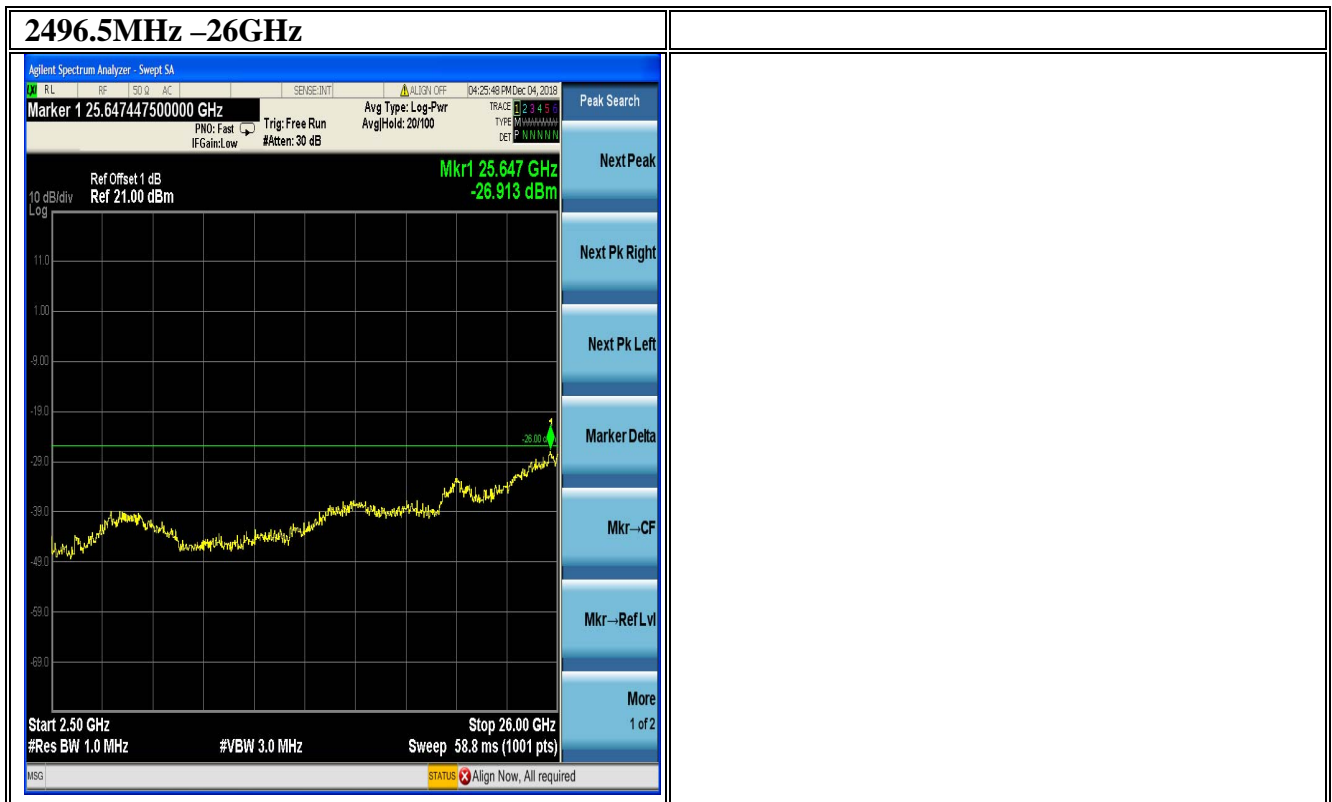 2496.5MHz –26GHz
Agilent Spectrum Analyzer - Swept SA
RL RF 50 Ω AC SENSE:INT ALIGN OFF 04:25:48 PM Dec 04, 2018
Marker 1 25.647447500000 GHz
PNO: Fast
IFGain:Low
Trig: Free Run
#Atten: 30 dB
Avg Type: Log-Pwr
Avg|Hold: 20/100
TRACE 1 2 3 4 5 6
TYPE M
DET P N N N N N
Peak Search
Mkr1 25.647 GHz
-26.913 dBm
Ref Offset 1 dB
10 dB/div Ref 21.00 dBm
Log
11.0
1.00
-9.00
-19.0
-29.0
-39.0
-49.0
-59.0
-69.0
1
-26.00 d
Start 2.50 GHz Stop 26.00 GHz
#Res BW 1.0 MHz #VBW 3.0 MHz Sweep 58.8 ms (1001 pts)
Next Peak
Next Pk Right
Next Pk Left
Marker Delta
Mkr→CF
Mkr→Ref Lvl
More
1 of 2
MSG STATUS Align Now, All required